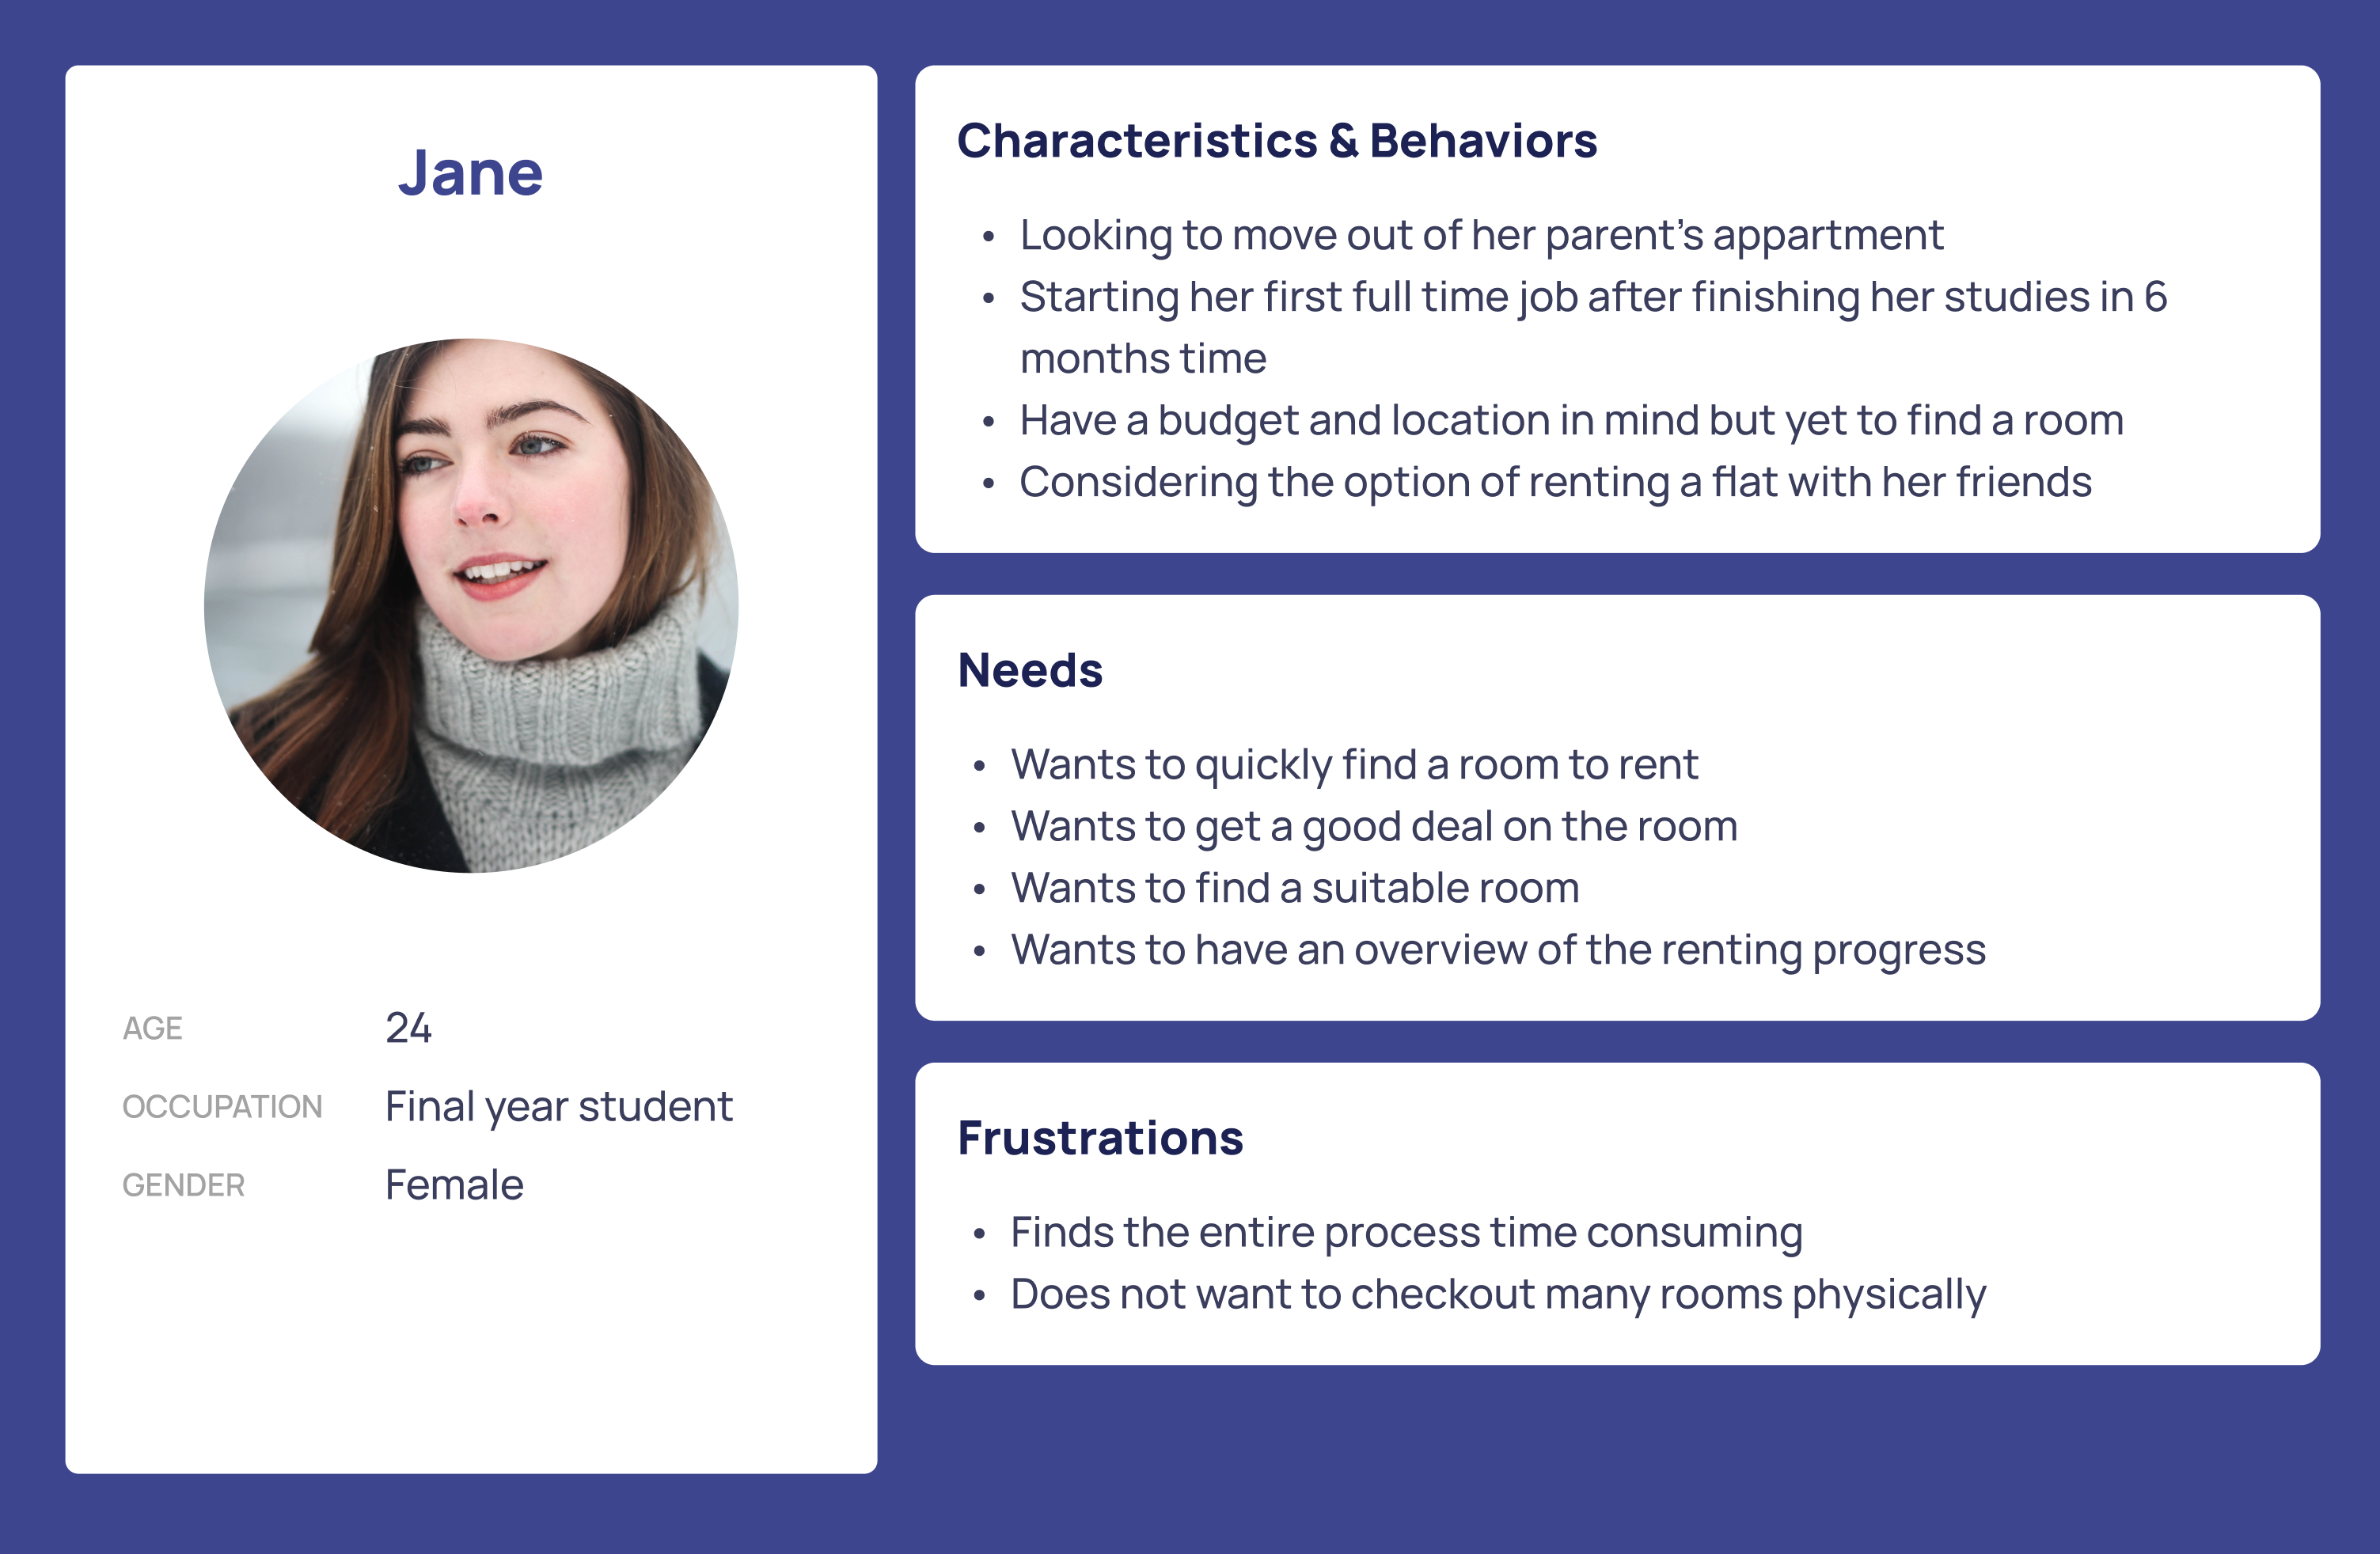 Jane
AGE 24
OCCUPATION Final year student
GENDER Female
Characteristics & Behaviors
• Looking to move out of her parent’s appartment
• Starting her first full time job after finishing her studies in 6
months time
• Have a budget and location in mind but yet to find a room
• Considering the option of renting a flat with her friends
Needs
• Wants to quickly find a room to rent
• Wants to get a good deal on the room
• Wants to find a suitable room
• Wants to have an overview of the renting progress
Frustrations
• Finds the entire process time consuming
• Does not want to checkout many rooms physically